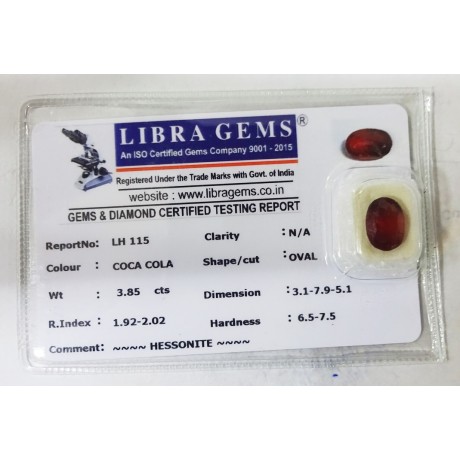 LIBRA GEMS ®
An ISO Certified Gems Company 9001 - 2015
Registered Under the Trade Marks with Govt. of India
website : www.libragems.co.in
GEMS & DIAMOND CERTIFIED TESTING REPORT
ReportNo: LH 115 Clarity : N/A
Colour : COCA COLA Shape/cut : OVAL
Wt : 3.85 cts Dimension : 3.1-7.9-5.1
R.Index : 1.92-2.02 Hardness : 6.5-7.5
Comment: ~~~~ HESSONITE ~~~~